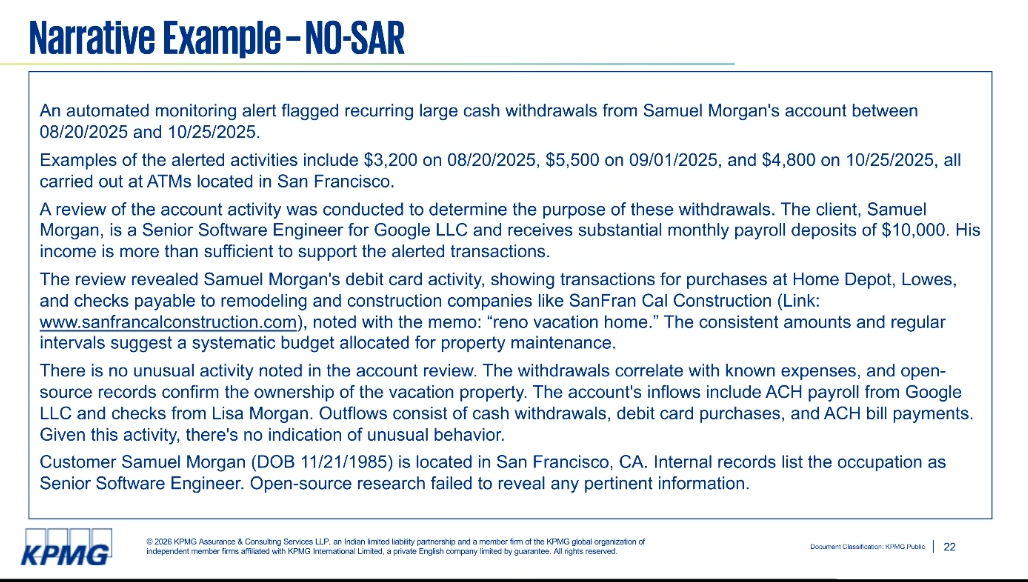 Narrative Example – NO-SAR
An automated monitoring alert flagged recurring large cash withdrawals from Samuel Morgan's account between
08/20/2025 and 10/25/2025.
Examples of the alerted activities include $3,200 on 08/20/2025, $5,500 on 09/01/2025, and $4,800 on 10/25/2025, all
carried out at ATMs located in San Francisco.
A review of the account activity was conducted to determine the purpose of these withdrawals. The client, Samuel
Morgan, is a Senior Software Engineer for Google LLC and receives substantial monthly payroll deposits of $10,000. His
income is more than sufficient to support the alerted transactions.
The review revealed Samuel Morgan's debit card activity, showing transactions for purchases at Home Depot, Lowes,
and checks payable to remodeling and construction companies like SanFran Cal Construction (Link:
www.sanfrancalconstruction.com), noted with the memo: “reno vacation home.” The consistent amounts and regular
intervals suggest a systematic budget allocated for property maintenance.
There is no unusual activity noted in the account review. The withdrawals correlate with known expenses, and open-
source records confirm the ownership of the vacation property. The account's inflows include ACH payroll from Google
LLC and checks from Lisa Morgan. Outflows consist of cash withdrawals, debit card purchases, and ACH bill payments.
Given this activity, there's no indication of unusual behavior.
Customer Samuel Morgan (DOB 11/21/1985) is located in San Francisco, CA. Internal records list the occupation as
Senior Software Engineer. Open-source research failed to reveal any pertinent information.
KPMG
© 2026 KPMG Assurance & Consulting Services LLP, an Indian limited liability partnership and a member firm of the KPMG global organization of
independent member firms affiliated with KPMG International Limited, a private English company limited by guarantee. All rights reserved.
Document Classification: KPMG Public
22